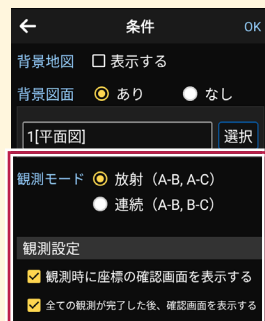 条件 OK
背景地図 表示する
背景図面 あり なし
1[平面図] 選択
観測モード 放射（A-B, A-C）
連続（A-B, B-C）
観測設定
観測時に座標の確認画面を表示する
全ての観測が完了した後、確認画面を表示する